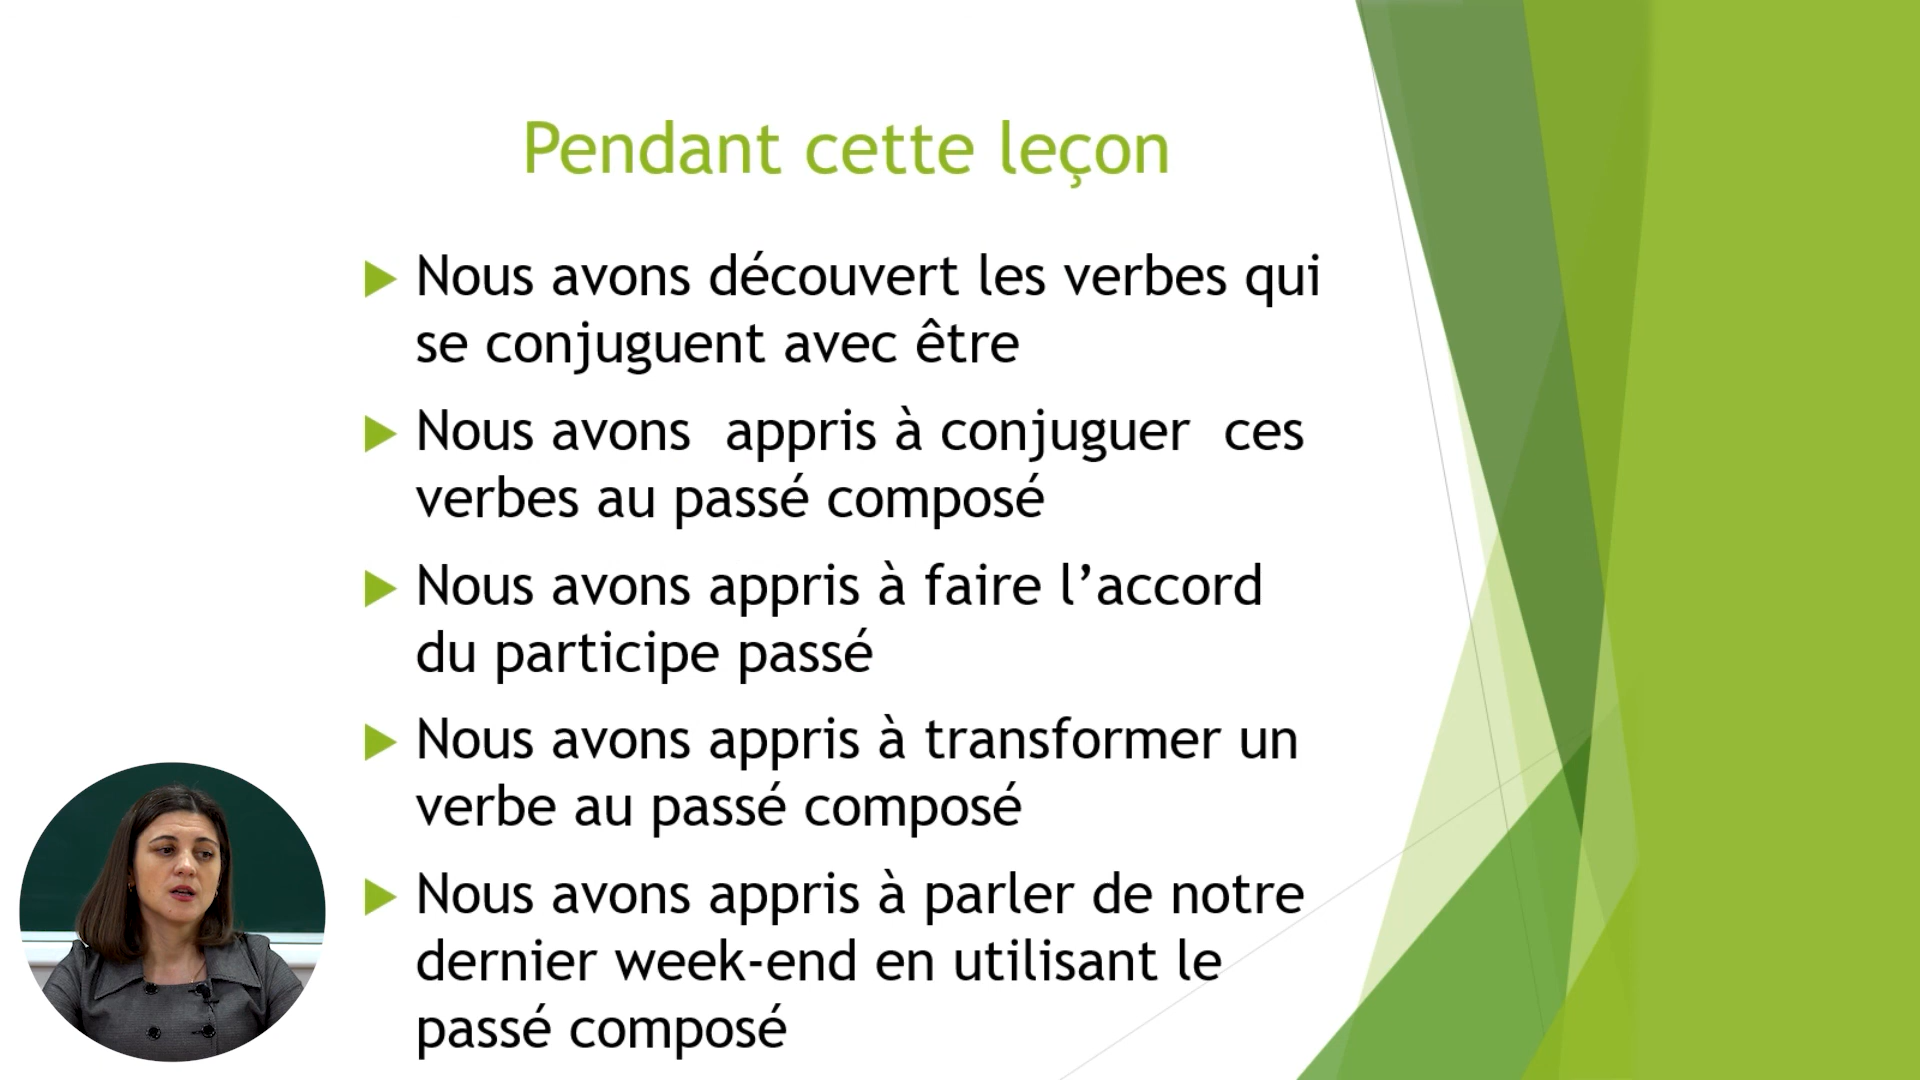 Pendant cette leçon
Nous avons découvert les verbes qui
se conjuguent avec être
Nous avons  appris à conjuguer  ces
verbes au passé composé
Nous avons appris à faire l’accord
du participe passé
Nous avons appris à transformer un
verbe au passé composé
Nous avons appris à parler de notre
dernier week-end en utilisant le
passé composé